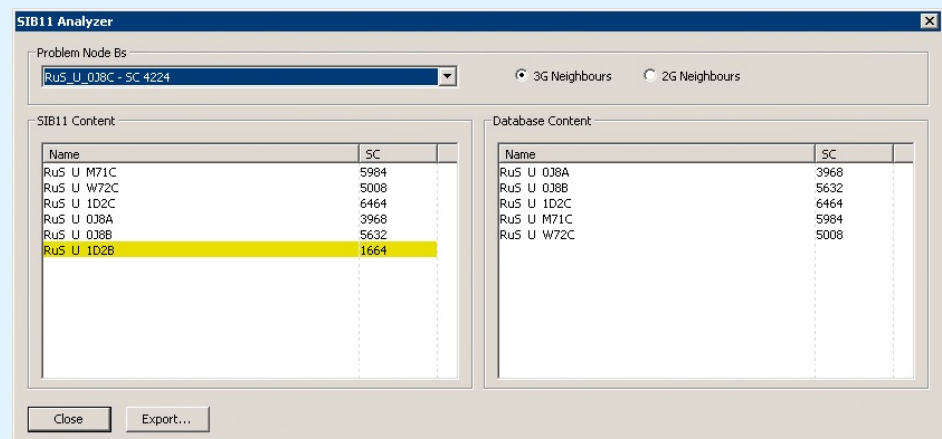 SIB11 Analyzer
Problem Node Bs
RuS_U_0J8C - SC 4224
3G Neighbours
2G Neighbours
SIB11 Content
Name SC
RuS U M71C 5984
RuS U W72C 5008
RuS U 1D2C 6464
RuS U 0J8A 3968
RuS U 0J8B 5632
RuS U 1D2B 1664
Database Content
Name SC
RuS U 0J8A 3968
RuS U 0J8B 5632
RuS U 1D2C 6464
RuS U M71C 5984
RuS U W72C 5008
Close
Export...